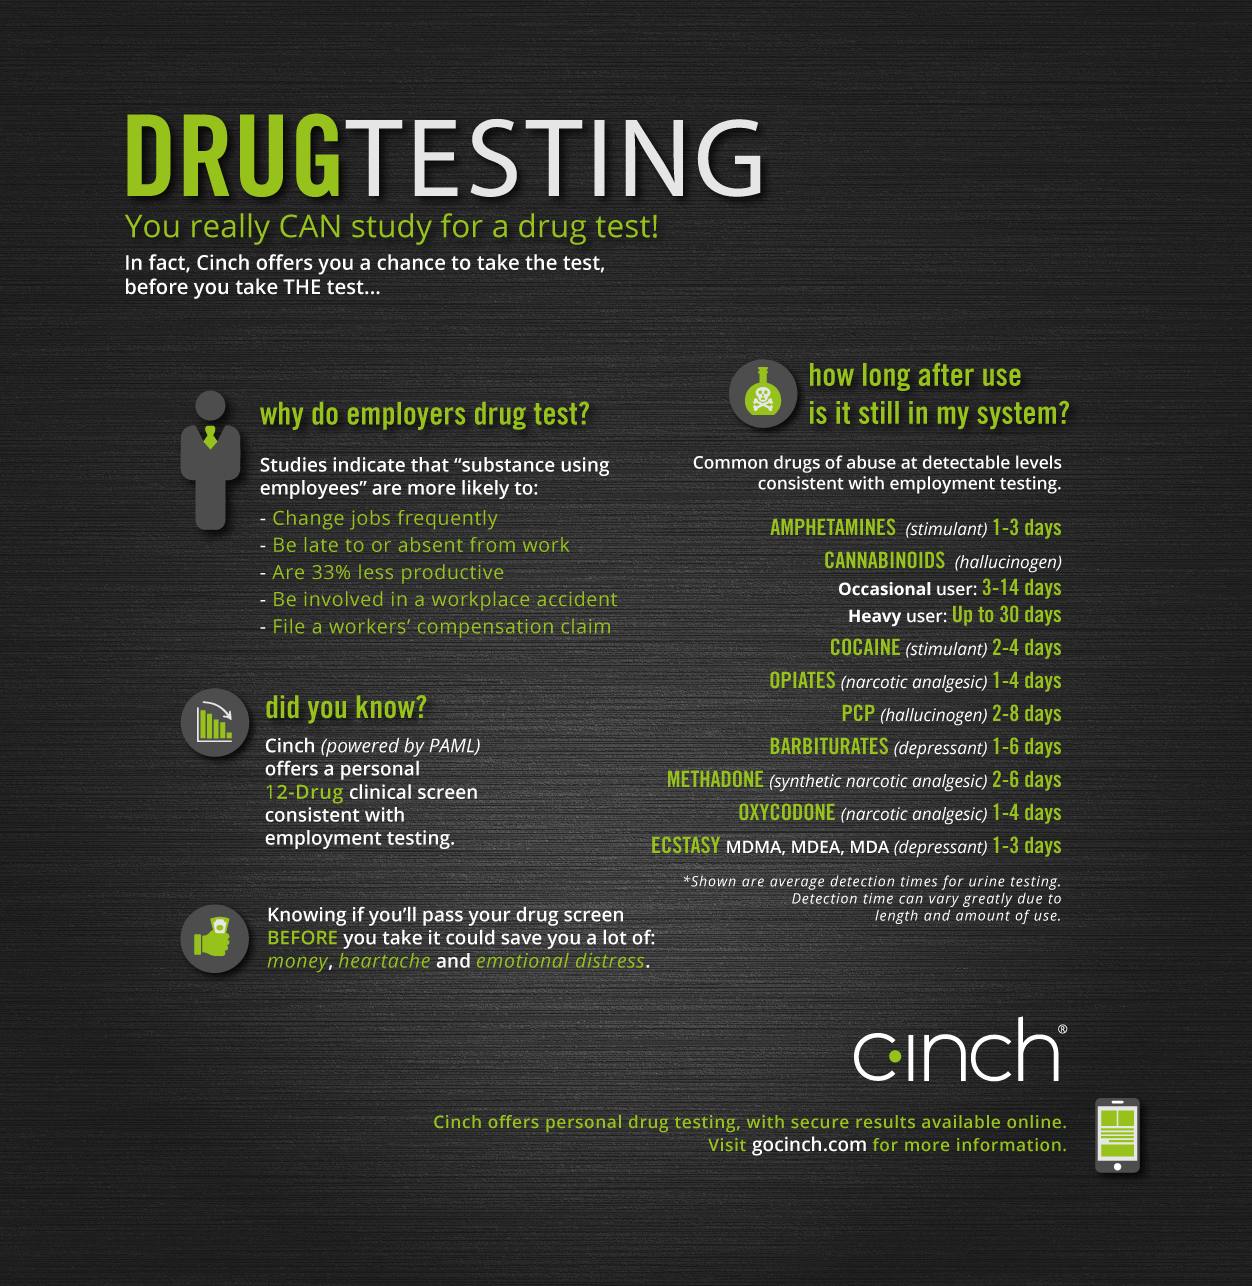 DRUGTESTING
You really CAN study for a drug test!
In fact, Cinch offers you a chance to take the test,
before you take THE test...
why do employers drug test?
Studies indicate that “substance using
employees” are more likely to:
- Change jobs frequently
- Be late to or absent from work
- Are 33% less productive
- Be involved in a workplace accident
- File a workers’ compensation claim
did you know?
Cinch (powered by PAML)
offers a personal
12-Drug clinical screen
consistent with
employment testing.
Knowing if you’ll pass your drug screen
BEFORE you take it could save you a lot of:
money, heartache and emotional distress.
how long after use
is it still in my system?
Common drugs of abuse at detectable levels
consistent with employment testing.
AMPHETAMINES (stimulant) 1-3 days
CANNABINOIDS (hallucinogen)
Occasional user: 3-14 days
Heavy user: Up to 30 days
COCAINE (stimulant) 2-4 days
OPIATES (narcotic analgesic) 1-4 days
PCP (hallucinogen) 2-8 days
BARBITURATES (depressant) 1-6 days
METHADONE (synthetic narcotic analgesic) 2-6 days
OXYCODONE (narcotic analgesic) 1-4 days
ECSTASY MDMA, MDEA, MDA (depressant) 1-3 days
*Shown are average detection times for urine testing.
Detection time can vary greatly due to
length and amount of use.
cinch®
Cinch offers personal drug testing, with secure results available online.
Visit gocinch.com for more information.